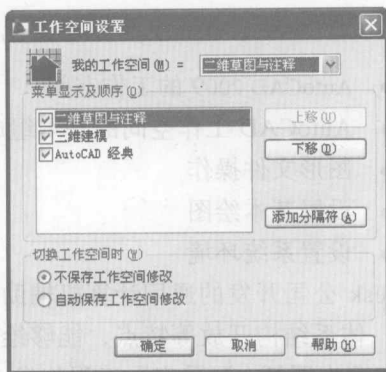 工作空间设置
我的工作空间(M) = 二维草图与注释
菜单显示及顺序(O)
二维草图与注释
三维建模
AutoCAD 经典
上移(U)
下移(D)
添加分隔符(A)
切换工作空间时(W)
不保存工作空间修改
自动保存工作空间修改
确定 取消 帮助(H)